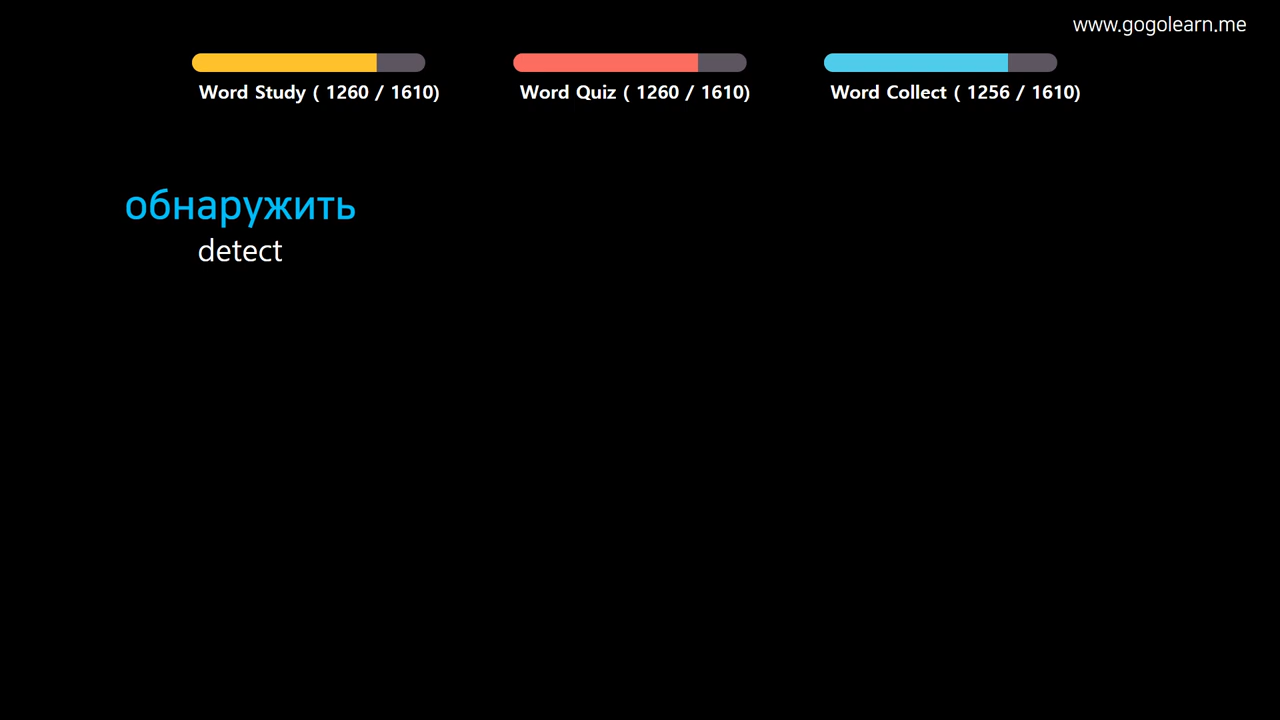 www.gogolearn.me
Word Study ( 1260 / 1610)
Word Quiz ( 1260 / 1610)
Word Collect ( 1256 / 1610)
обнаружить
detect